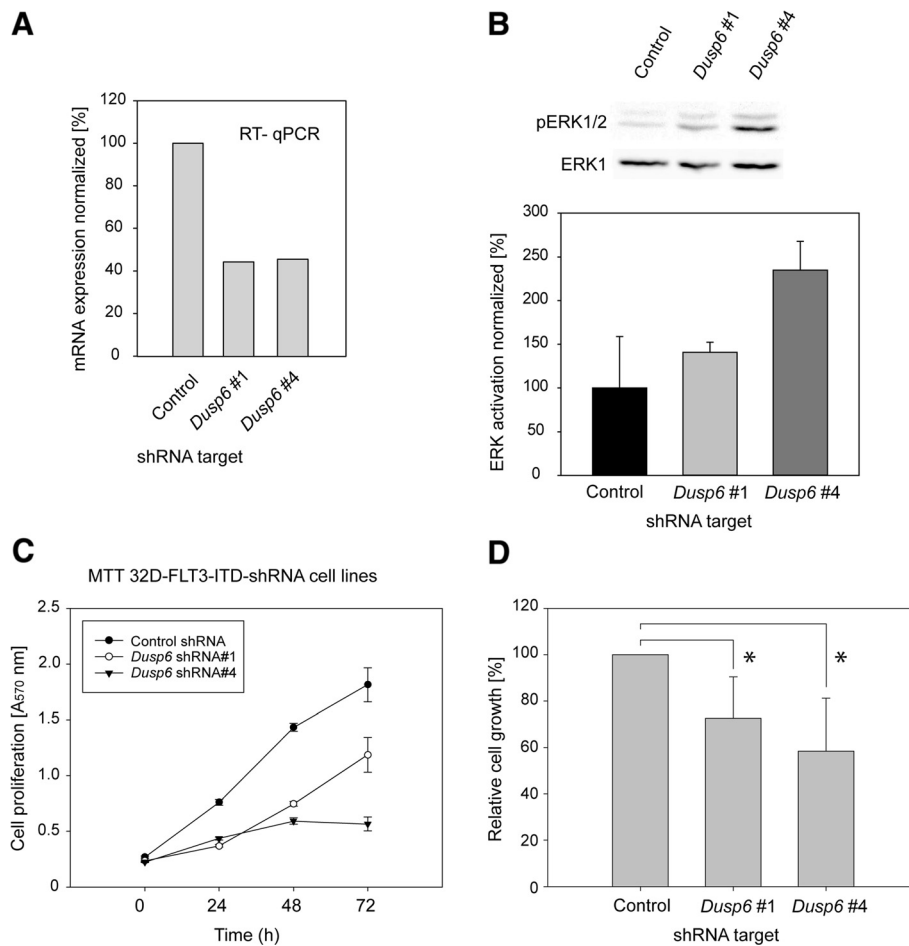 A
mRNA expression normalized [%]
120
100
80
60
40
20
0
RT- qPCR
Control
Dusp6 #1
Dusp6 #4
shRNA target
B
Control
Dusp6 #1
Dusp6 #4
pERK1/2
ERK1
ERK activation normalized [%]
300
250
200
150
100
50
0
Control
Dusp6 #1
Dusp6 #4
shRNA target
C
MTT 32D-FLT3-ITD-shRNA cell lines
Cell proliferation [A570 nm]
2.5
2.0
1.5
1.0
0.5
0
Control shRNA
Dusp6 shRNA#1
Dusp6 shRNA#4
0
24
48
72
Time (h)
D
Relative cell growth [%]
120
100
80
60
40
20
0
*
*
Control
Dusp6 #1
Dusp6 #4
shRNA target